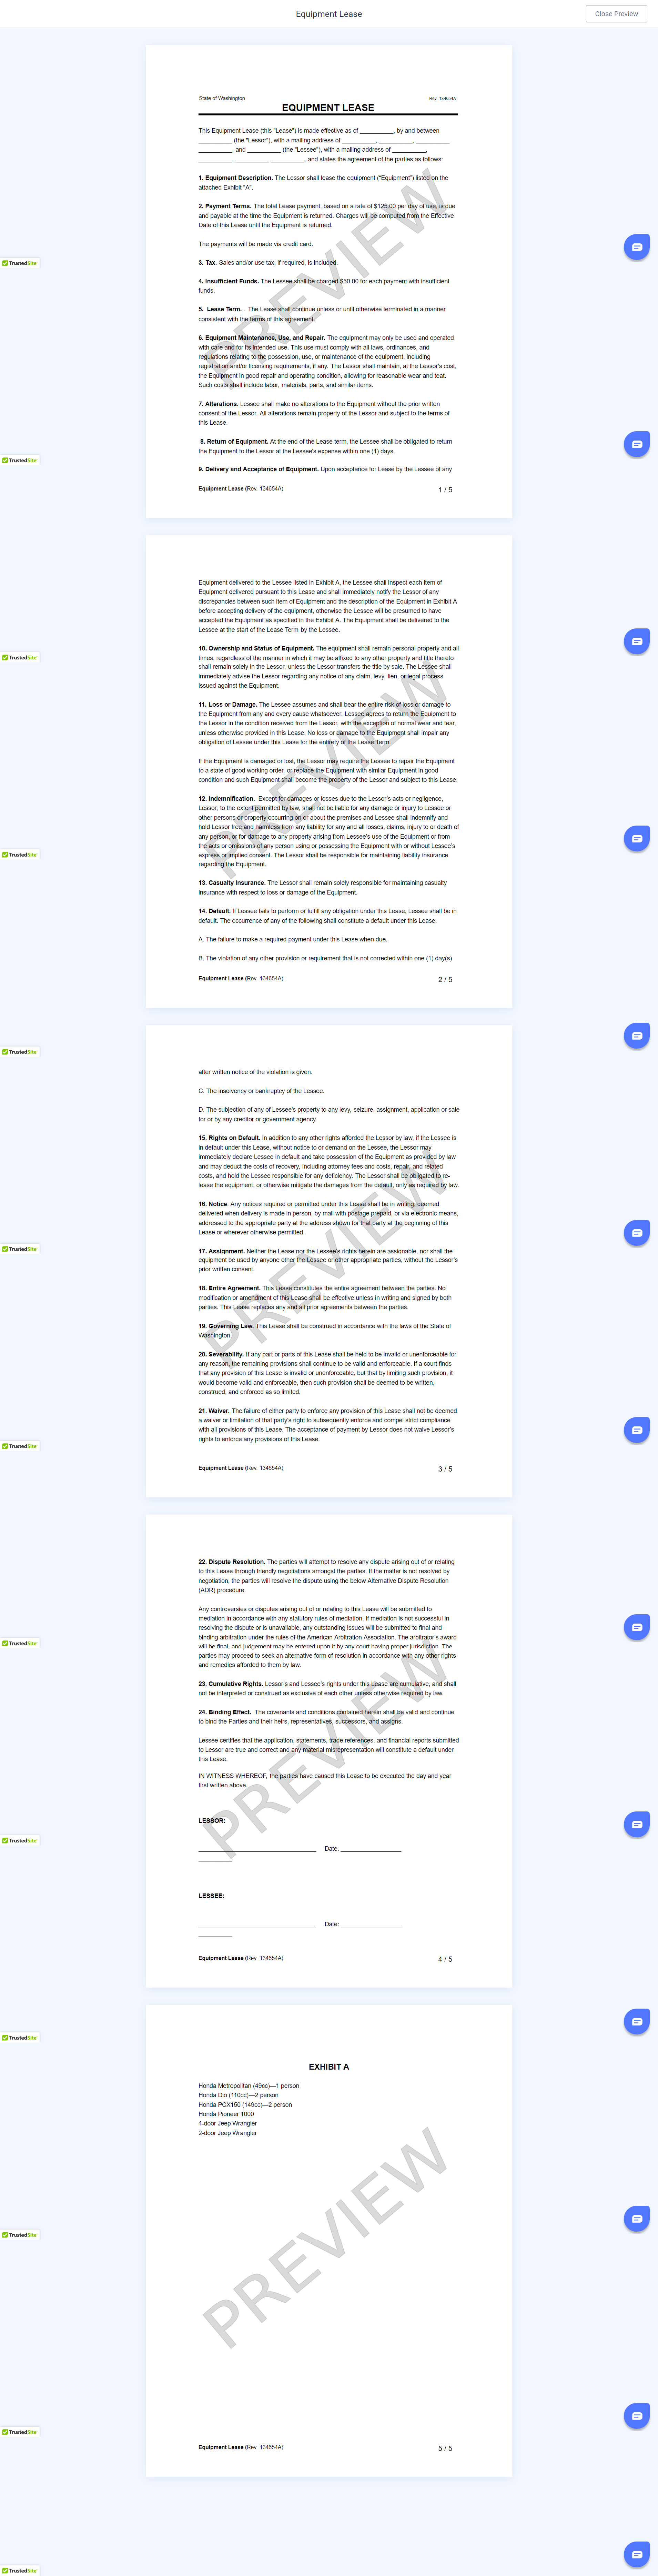 Equipment Lease
Close Preview
State of Washington
Rev. 134654A
EQUIPMENT LEASE
This Equipment Lease (this "Lease") is made effective as of __________, by and between
__________ (the "Lessor"), with a mailing address of __________, __________, __________
__________, and __________ (the "Lessee"), with a mailing address of __________,
__________, __________ __________, and states the agreement of the parties as follows:
1. Equipment Description. The Lessor shall lease the equipment ("Equipment") listed on the
attached Exhibit "A".
2. Payment Terms. The total Lease payment, based on a rate of $125.00 per day of use, is due
and payable at the time the Equipment is returned. Charges will be computed from the Effective
Date of this Lease until the Equipment is returned.
The payments will be made via credit card.
3. Tax. Sales and/or use tax, if required, is included.
4. Insufficient Funds. The Lessee shall be charged $50.00 for each payment with insufficient
funds.
5. Lease Term. . The Lease shall continue unless or until otherwise terminated in a manner
consistent with the terms of this agreement.
6. Equipment Maintenance, Use, and Repair. The equipment may only be used and operated
with care and for its intended use. This use must comply with all laws, ordinances, and
regulations relating to the possession, use, or maintenance of the equipment, including
registration and/or licensing requirements, if any. The Lessor shall maintain, at the Lessor's cost,
the Equipment in good repair and operating condition, allowing for reasonable wear and teat.
Such costs shall include labor, materials, parts, and similar items.
7. Alterations. Lessee shall make no alterations to the Equipment without the prior written
consent of the Lessor. All alterations remain property of the Lessor and subject to the terms of
this Lease.
8. Return of Equipment. At the end of the Lease term, the Lessee shall be obligated to return
the Equipment to the Lessor at the Lessee's expense within one (1) days.
9. Delivery and Acceptance of Equipment. Upon acceptance for Lease by the Lessee of any
PREVIEW
Equipment Lease (Rev. 134654A)
1 / 5
Equipment delivered to the Lessee listed in Exhibit A, the Lessee shall inspect each item of
Equipment delivered pursuant to this Lease and shall immediately notify the Lessor of any
discrepancies between such item of Equipment and the description of the Equipment in Exhibit A
before accepting delivery of the equipment, otherwise the Lessee will be presumed to have
accepted the Equipment as specified in the Exhibit A. The Equipment shall be delivered to the
Lessee at the start of the Lease Term by the Lessee.
10. Ownership and Status of Equipment. The equipment shall remain personal property and all
times, regardless of the manner in which it may be affixed to any other property and title thereto
shall remain solely in the Lessor, unless the Lessor transfers the title by sale. The Lessee shall
immediately advise the Lessor regarding any notice of any claim, levy, lien, or legal process
issued against the Equipment.
11. Loss or Damage. The Lessee assumes and shall bear the entire risk of loss or damage to
the Equipment from any and every cause whatsoever. Lessee agrees to return the Equipment to
the Lessor in the condition received from the Lessor, with the exception of normal wear and tear,
unless otherwise provided in this Lease. No loss or damage to the Equipment shall impair any
obligation of Lessee under this Lease for the entirety of the Lease Term.
If the Equipment is damaged or lost, the Lessor may require the Lessee to repair the Equipment
to a state of good working order, or replace the Equipment with similar Equipment in good
condition and such Equipment shall become the property of the Lessor and subject to this Lease.
12. Indemnification. Except for damages or losses due to the Lessor's acts or negligence,
Lessor, to the extent permitted by law, shall not be liable for any damage or injury to Lessee or
other persons or property occurring on or about the premises and Lessee shall indemnify and
hold Lessor free and harmless from any liability for any and all losses, claims, injury to or death of
any person, or for damage to any property arising from Lessee's use of the Equipment or from
the acts or omissions of any person using or possessing the Equipment with or without Lessee's
express or implied consent. The Lessor shall be responsible for maintaining liability insurance
regarding the Equipment.
13. Casualty Insurance. The Lessor shall remain solely responsible for maintaining casualty
insurance with respect to loss or damage of the Equipment.
14. Default. If Lessee fails to perform or fulfill any obligation under this Lease, Lessee shall be in
default. The occurrence of any of the following shall constitute a default under this Lease:
A. The failure to make a required payment under this Lease when due.
B. The violation of any other provision or requirement that is not corrected within one (1) day(s)
PREVIEW
Equipment Lease (Rev. 134654A)
2 / 5
after written notice of the violation is given.
C. The insolvency or bankruptcy of the Lessee.
D. The subjection of any of Lessee's property to any levy, seizure, assignment, application or sale
for or by any creditor or government agency.
15. Rights on Default. In addition to any other rights afforded the Lessor by law, if the Lessee is
in default under this Lease, without notice to or demand on the Lessee, the Lessor may
immediately declare Lessee in default and take possession of the Equipment as provided by law
and may deduct the costs of recovery, including attorney fees and costs, repair, and related
costs, and hold the Lessee responsible for any deficiency. The Lessor shall be obligated to re-
lease the equipment, or otherwise mitigate the damages from the default, only as required by law.
16. Notice. Any notices required or permitted under this Lease shall be in writing, deemed
delivered when delivery is made in person, by mail with postage prepaid, or via electronic means,
addressed to the appropriate party at the address shown for that party at the beginning of this
Lease or wherever otherwise permitted.
17. Assignment. Neither the Lease nor the Lessee's rights herein are assignable, nor shall the
equipment be used by anyone other the Lessee or other appropriate parties, without the Lessor's
prior written consent.
18. Entire Agreement. This Lease constitutes the entire agreement between the parties. No
modification or amendment of this Lease shall be effective unless in writing and signed by both
parties. This Lease replaces any and all prior agreements between the parties.
19. Governing Law. This Lease shall be construed in accordance with the laws of the State of
Washington.
20. Severability. If any part or parts of this Lease shall be held to be invalid or unenforceable for
any reason, the remaining provisions shall continue to be valid and enforceable. If a court finds
that any provision of this Lease is invalid or unenforceable, but that by limiting such provision, it
would become valid and enforceable, then such provision shall be deemed to be written,
construed, and enforced as so limited.
21. Waiver. The failure of either party to enforce any provision of this Lease shall not be deemed
a waiver or limitation of that party's right to subsequently enforce and compel strict compliance
with all provisions of this Lease. The acceptance of payment by Lessor does not waive Lessor's
rights to enforce any provisions of this Lease.
PREVIEW
Equipment Lease (Rev. 134654A)
3 / 5
22. Dispute Resolution. The parties will attempt to resolve any dispute arising out of or relating
to this Lease through friendly negotiations amongst the parties. If the matter is not resolved by
negotiation, the parties will resolve the dispute using the below Alternative Dispute Resolution
(ADR) procedure.
Any controversies or disputes arising out of or relating to this Lease will be submitted to
mediation in accordance with any statutory rules of mediation. If mediation is not successful in
resolving the dispute or is unavailable, any outstanding issues will be submitted to final and
binding arbitration under the rules of the American Arbitration Association. The arbitrator's award
will be final, and judgement may be entered upon it by any court having proper jurisdiction. The
parties may proceed to seek an alternative form of resolution in accordance with any other rights
and remedies afforded to them by law.
23. Cumulative Rights. Lessor's and Lessee's rights under this Lease are cumulative, and shall
not be interpreted or construed as exclusive of each other unless otherwise required by law.
24. Binding Effect. The covenants and conditions contained herein shall be valid and continue
to bind the Parties and their heirs, representatives, successors, and assigns.
Lessee certifies that the application, statements, trade references, and financial reports submitted
to Lessor are true and correct and any material misrepresentation will constitute a default under
this Lease.
IN WITNESS WHEREOF, the parties have caused this Lease to be executed the day and year
first written above.
LESSOR:
Date:
LESSEE:
Date:
PREVIEW
Equipment Lease (Rev. 134654A)
4 / 5
EXHIBIT A
Honda Metropolitan (49cc)—1 person
Honda Dio (110cc)—2 person
Honda PCX150 (149cc)—2 person
Honda Pioneer 1000
4-door Jeep Wrangler
2-door Jeep Wrangler
PREVIEW
Equipment Lease (Rev. 134654A)
5 / 5
TrustedSite
TrustedSite
TrustedSite
TrustedSite
TrustedSite
TrustedSite
TrustedSite
TrustedSite
TrustedSite
TrustedSite
TrustedSite
TrustedSite
TrustedSite